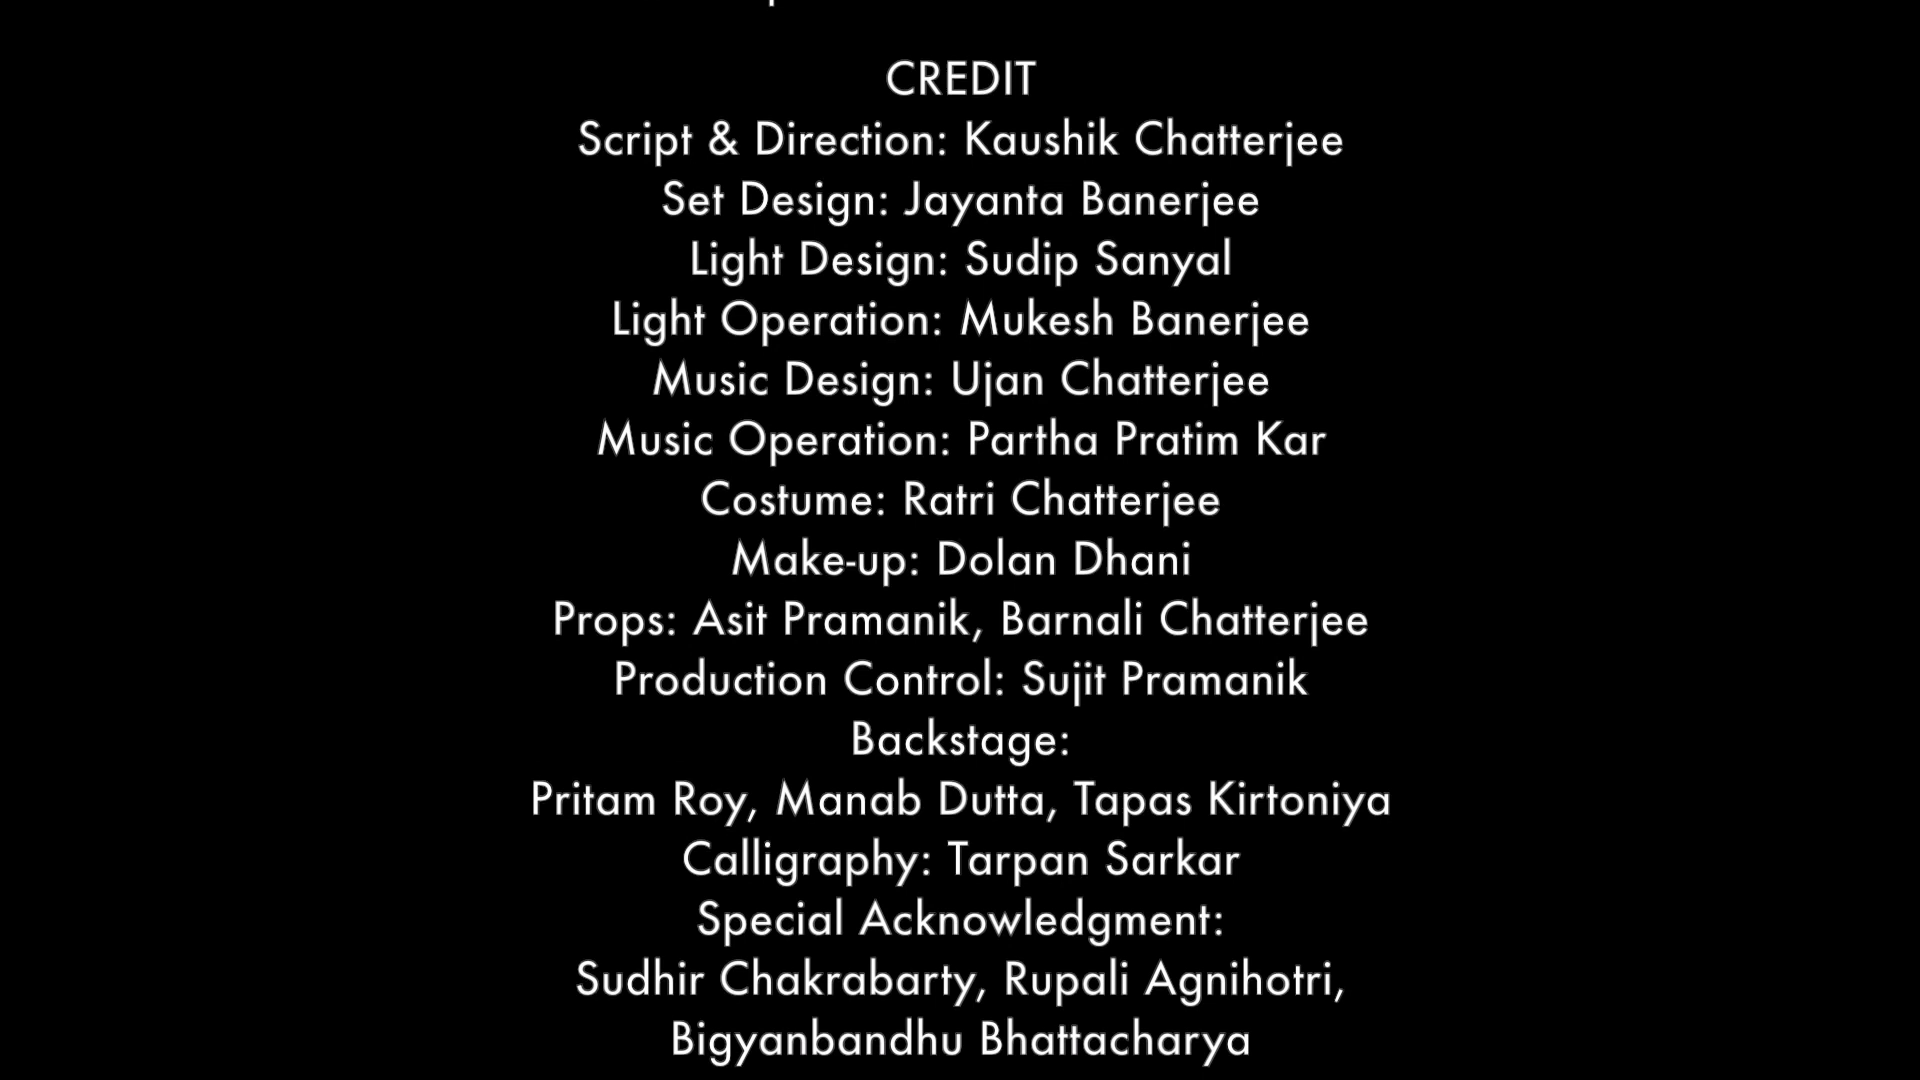 CREDIT
Script & Direction: Kaushik Chatterjee
Set Design: Jayanta Banerjee
Light Design: Sudip Sanyal
Light Operation: Mukesh Banerjee
Music Design: Ujan Chatterjee
Music Operation: Partha Pratim Kar
Costume: Ratri Chatterjee
Make-up: Dolan Dhani
Props: Asit Pramanik, Barnali Chatterjee
Production Control: Sujit Pramanik
Backstage:
Pritam Roy, Manab Dutta, Tapas Kirtoniya
Calligraphy: Tarpan Sarkar
Special Acknowledgment:
Sudhir Chakrabarty, Rupali Agnihotri,
Bigyanbandhu Bhattacharya